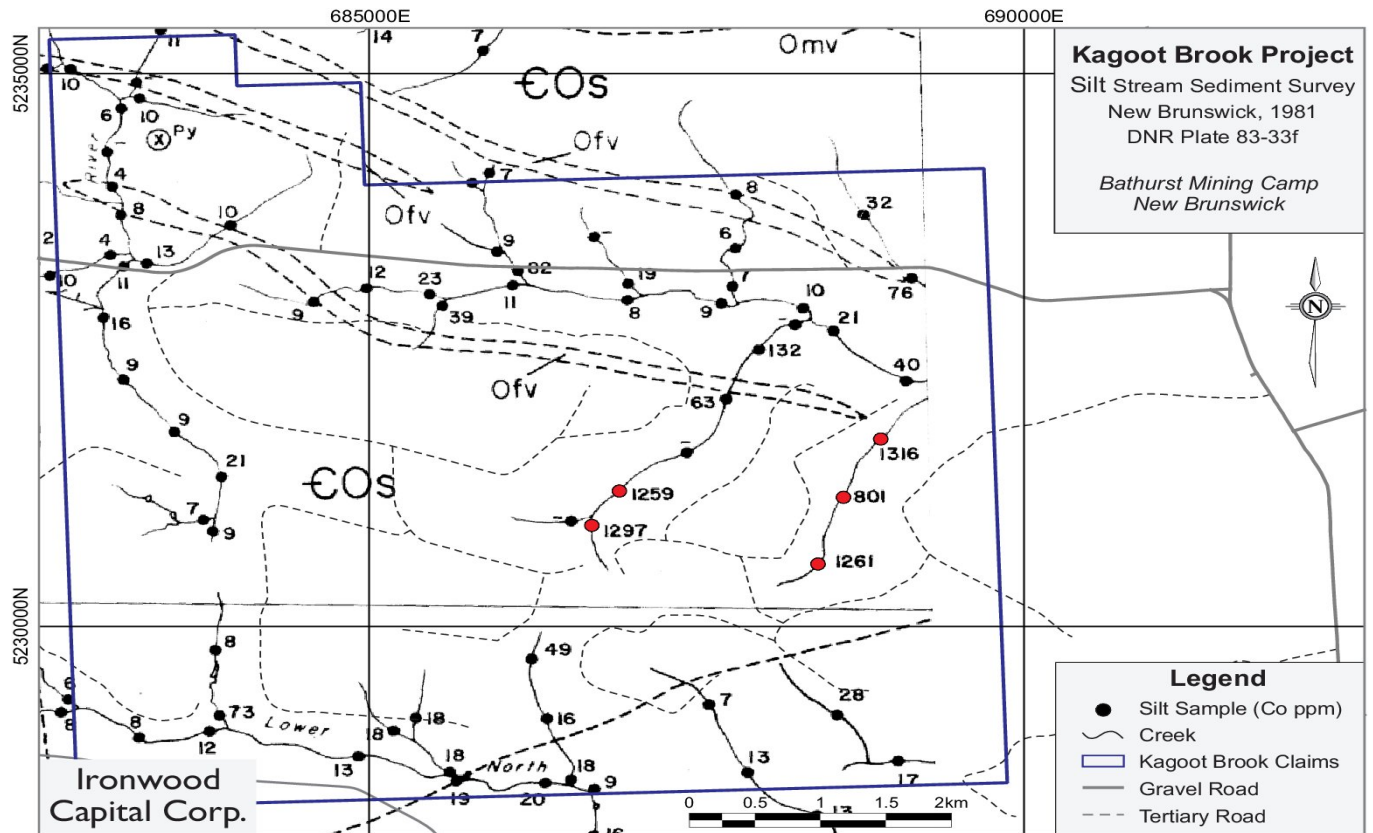 685000E
690000E
5235000N
5230000N
Kagoot Brook Project
Silt Stream Sediment Survey
New Brunswick, 1981
DNR Plate 83-33f
Bathurst Mining Camp
New Brunswick
11
14
7
Omv
10
6
10
Py
ЄOs
River
-
4
Ofv
7
8
32
8
10
Ofv
-
6
2
4
13
9
10
11
82
12
23
19
7
76
9
39
11
8
9
10
16
-
21
132
9
Ofv
63
40
9
1316
-
21
ЄOs
1259
801
7
9
-
1297
1261
N
8
49
6
8
73
8
12
Lower
18
18
16
7
28
13
18
North
18
13
17
19
20
9
13
16
Ironwood
Capital Corp.
0 0.5 1 1.5 2km
Legend
Silt Sample (Co ppm)
Creek
Kagoot Brook Claims
Gravel Road
Tertiary Road